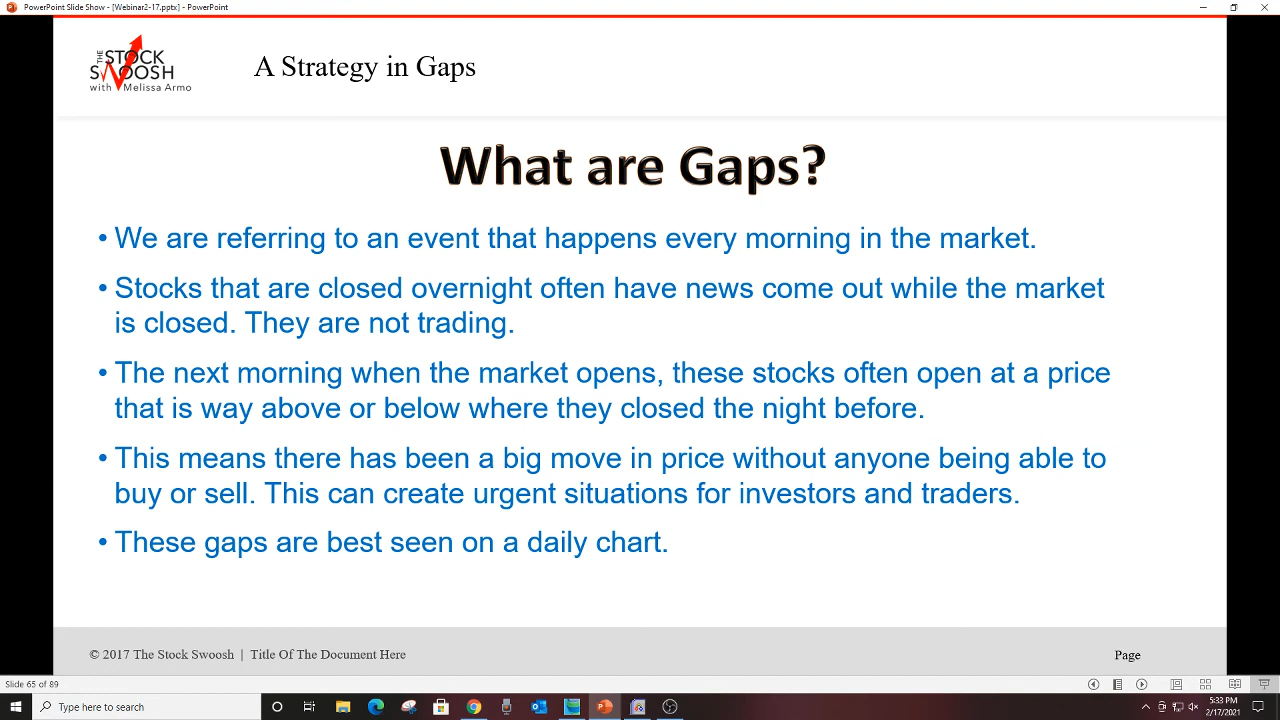 PowerPoint Slide Show - [Webinar2-17.pptx] - PowerPoint
THE STOCK
SWOOSH
with Melissa Armo
A Strategy in Gaps
What are Gaps?
• We are referring to an event that happens every morning in the market.
• Stocks that are closed overnight often have news come out while the market
is closed. They are not trading.
• The next morning when the market opens, these stocks often open at a price
that is way above or below where they closed the night before.
• This means there has been a big move in price without anyone being able to
buy or sell. This can create urgent situations for investors and traders.
• These gaps are best seen on a daily chart.
© 2017 The Stock Swoosh | Title Of The Document Here
Page
Slide 65 of 89
Type here to search
5:33 PM
2/17/2021